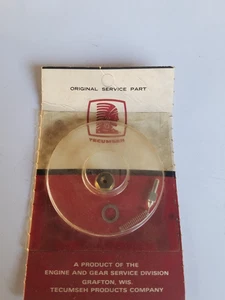 ORIGINAL SERVICE PART
TECUMSEH
A PRODUCT OF THE
ENGINE AND GEAR SERVICE DIVISION
GRAFTON, WIS.
TECUMSEH PRODUCTS COMPANY